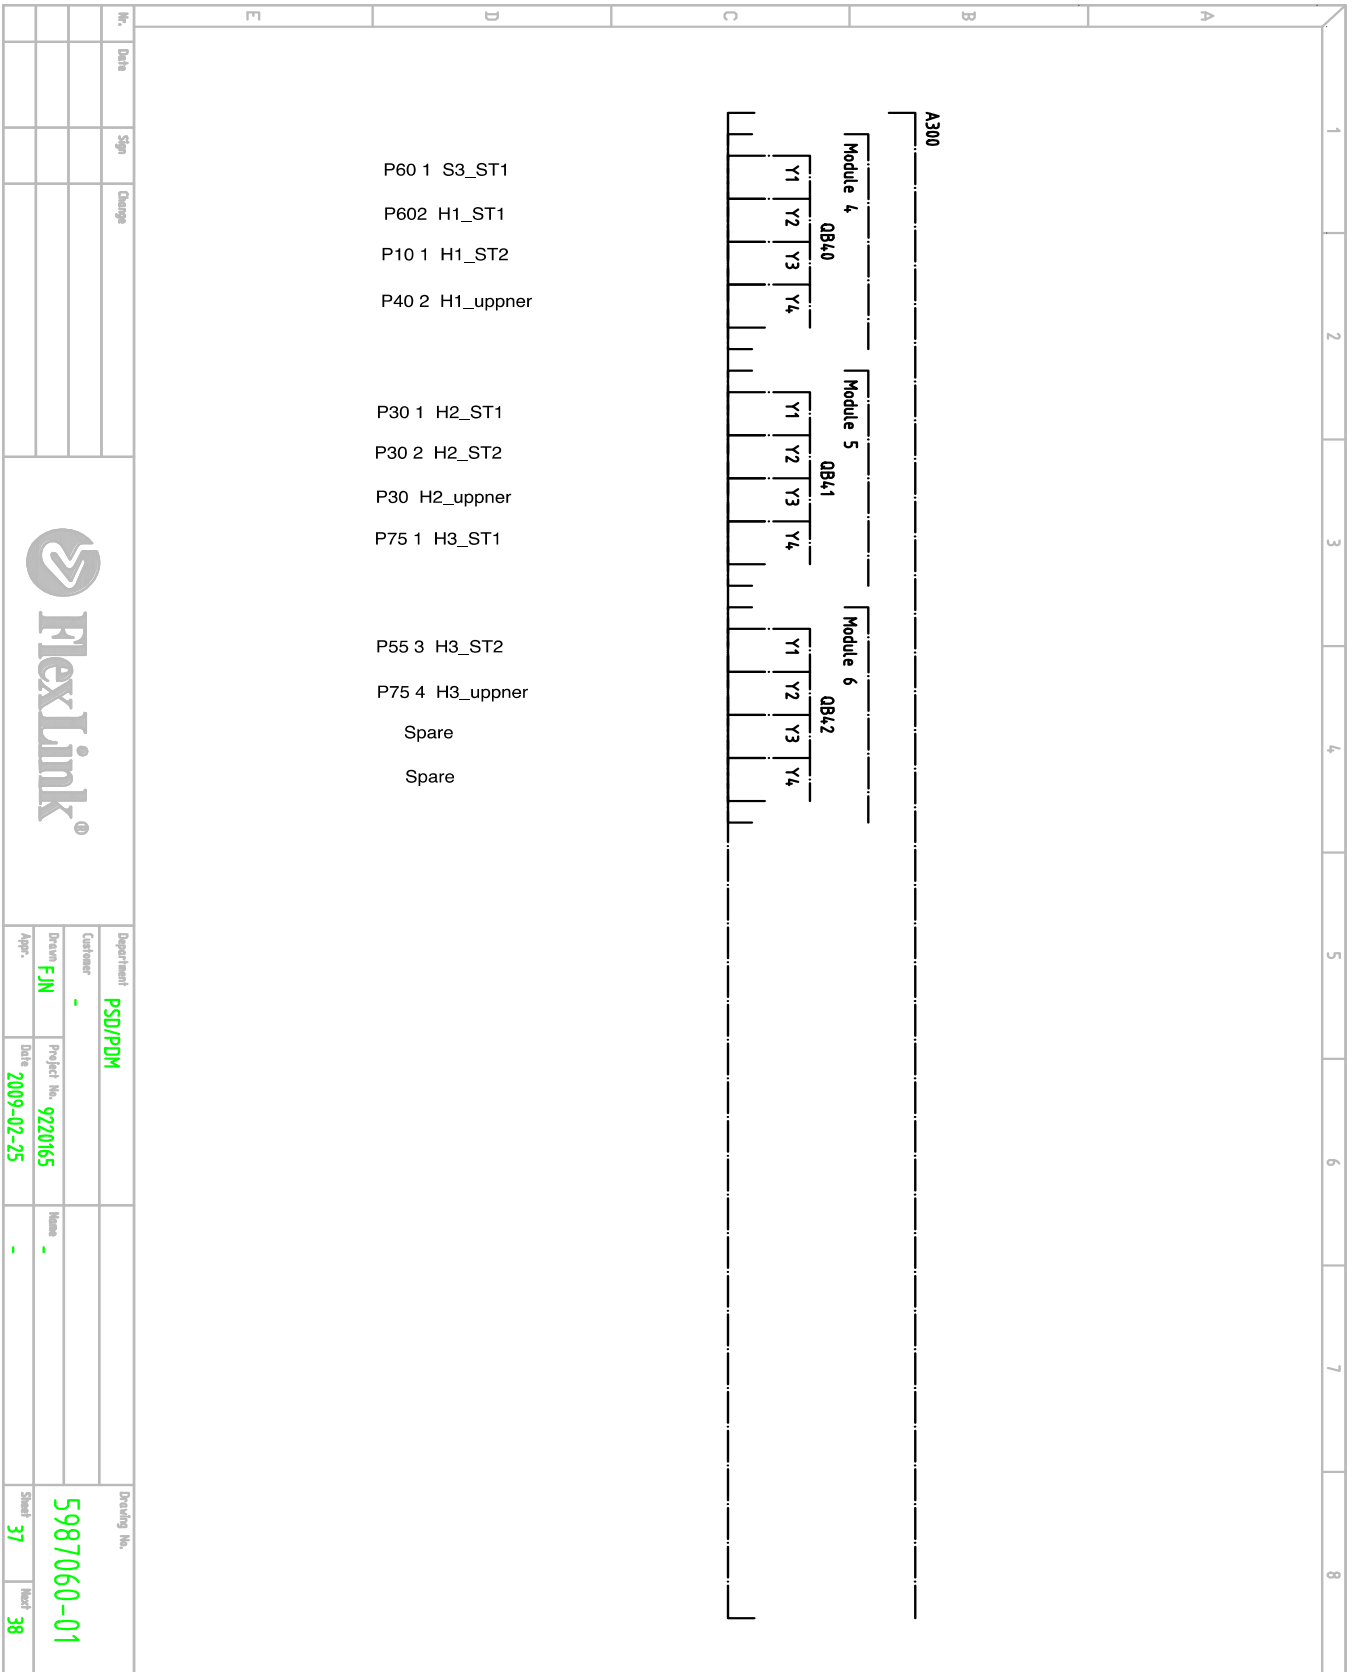 E
D
C
B
A
1
2
3
4
5
6
7
8
A300
Module 4
QB40
Y1
Y2
Y3
Y4
P60 1 S3_ST1
P602 H1_ST1
P10 1 H1_ST2
P40 2 H1_uppner
Module 5
QB41
Y1
Y2
Y3
Y4
P30 1 H2_ST1
P30 2 H2_ST2
P30 H2_uppner
P75 1 H3_ST1
Module 6
QB42
Y1
Y2
Y3
Y4
P55 3 H3_ST2
P75 4 H3_uppner
Spare
Spare
Nr.
Date
Sign
Change
FlexLink®
Department PSD/PDM
Customer -
Drawn FJN
Project No. 9220165
Name -
Appr.
Date 2009-02-25
-
Drawing No.
5987060-01
Sheet 37
Next 38